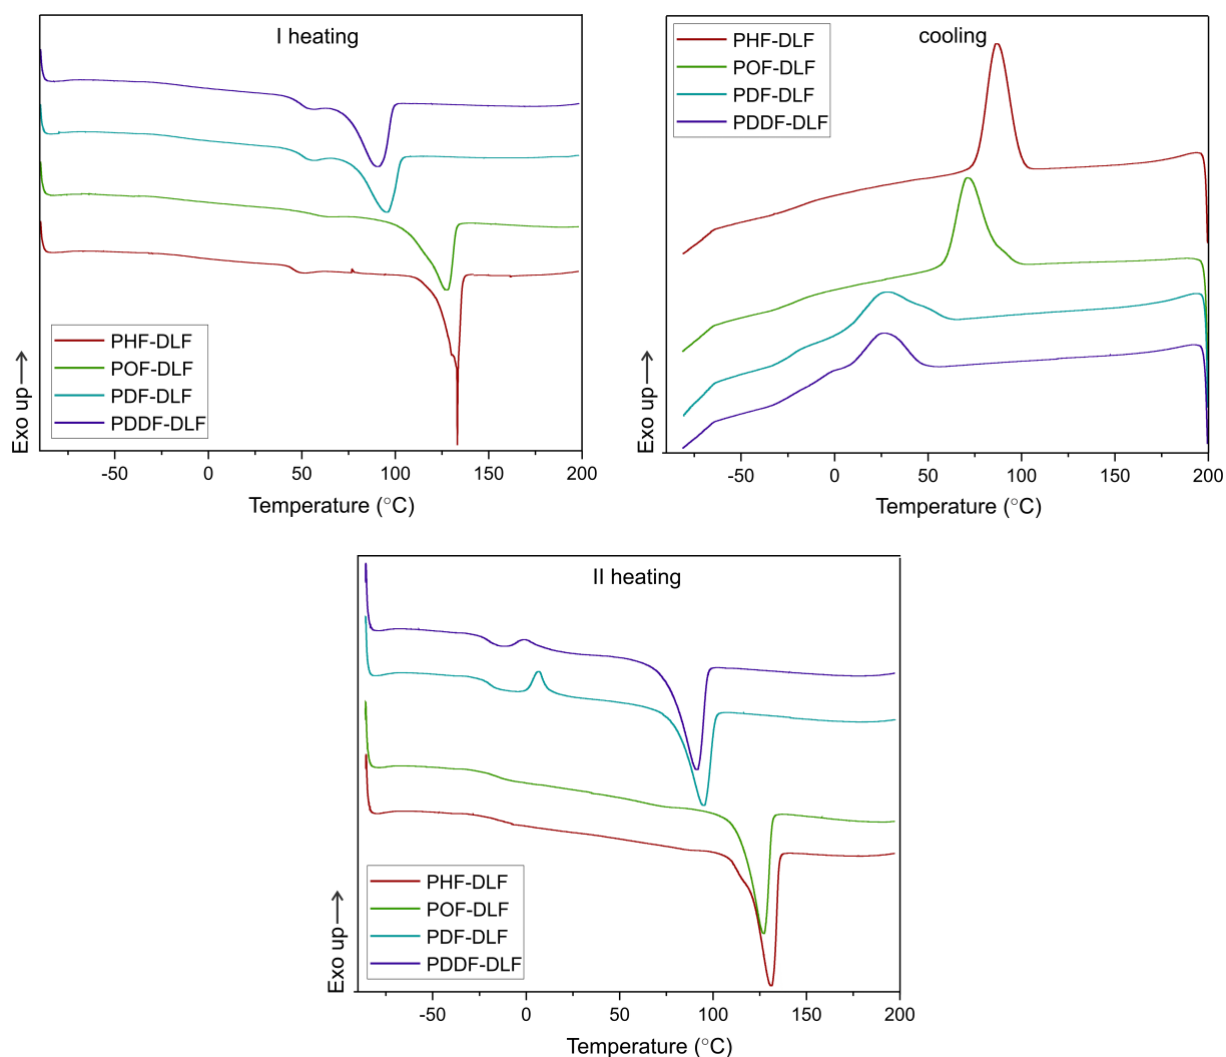 I heating
PHF-DLF
POF-DLF
PDF-DLF
PDDF-DLF
Exo up
-50 0 50 100 150 200
Temperature (°C)
cooling
PHF-DLF
POF-DLF
PDF-DLF
PDDF-DLF
Exo up
-50 0 50 100 150 200
Temperature (°C)
II heating
PHF-DLF
POF-DLF
PDF-DLF
PDDF-DLF
Exo up
-50 0 50 100 150 200
Temperature (°C)